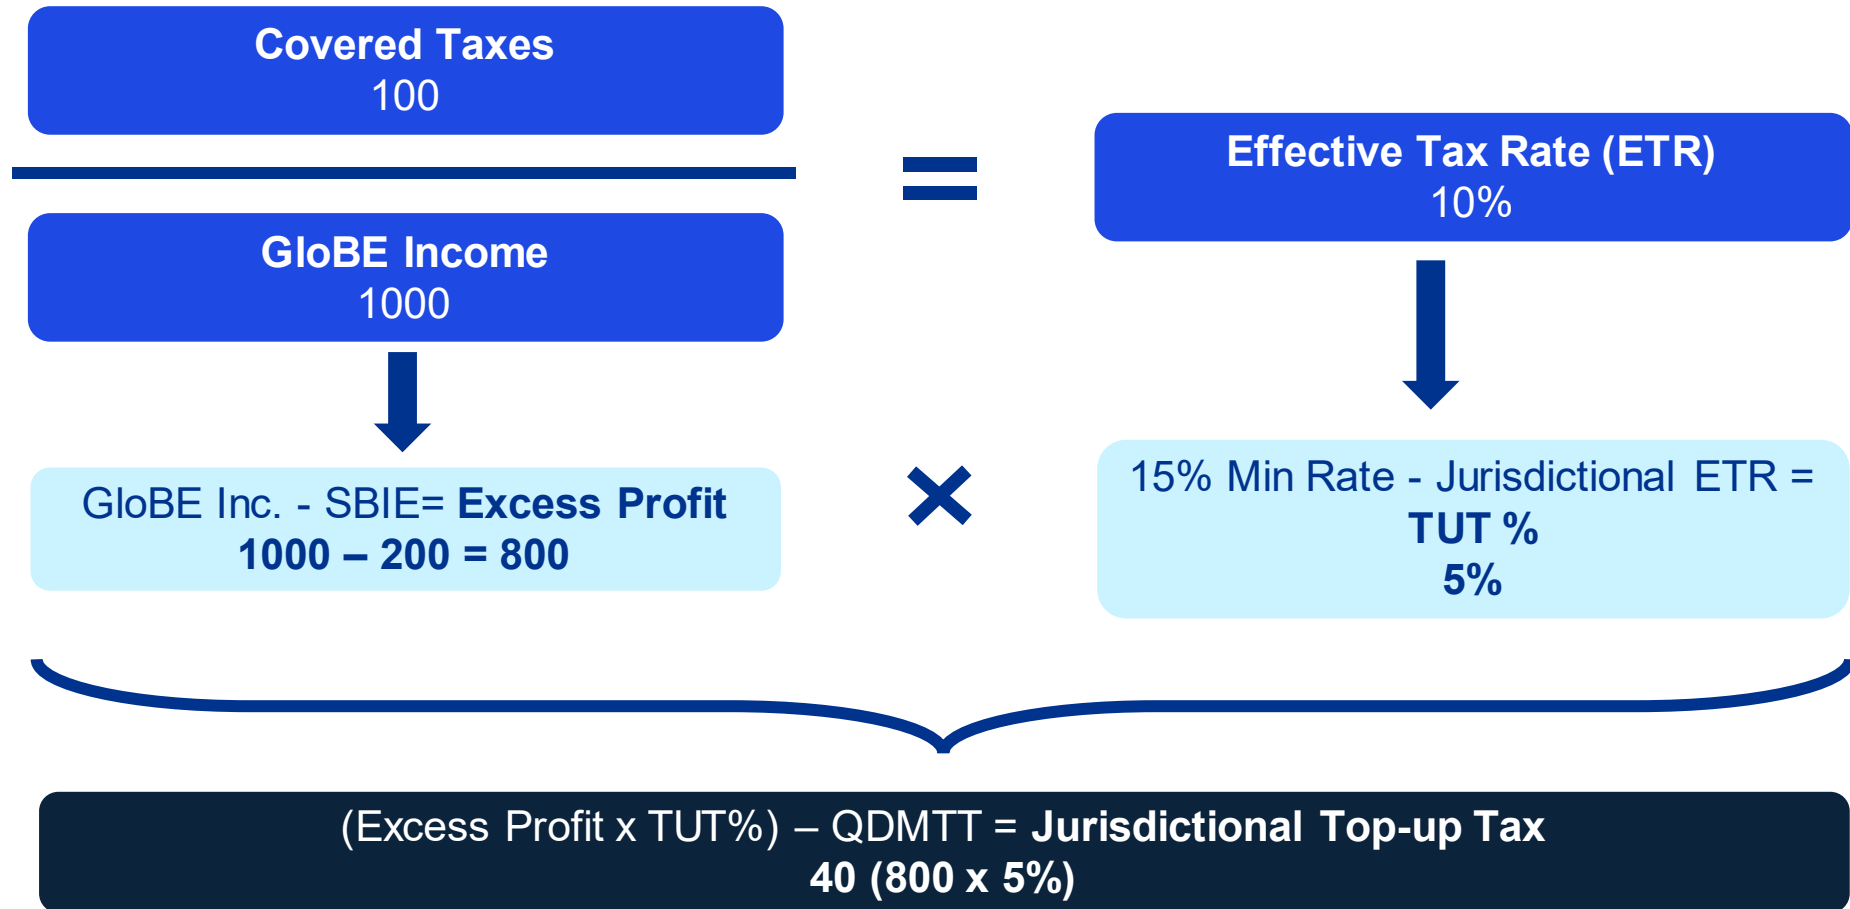 Covered Taxes
100
GloBE Income
1000
=
Effective Tax Rate (ETR)
10%
GloBE Inc. - SBIE= Excess Profit
1000 – 200 = 800
×
15% Min Rate - Jurisdictional ETR =
TUT %
5%
(Excess Profit x TUT%) – QDMTT = Jurisdictional Top-up Tax
40 (800 x 5%)